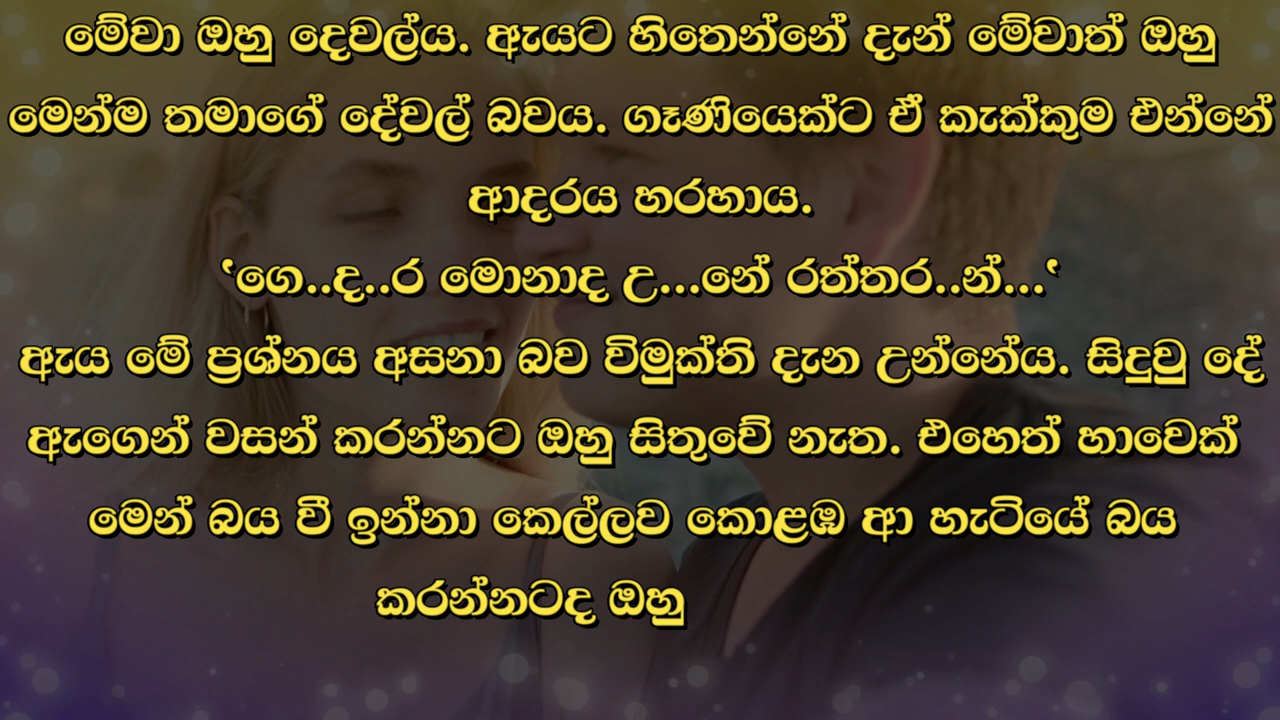 මේවා ඔහු දෙවල්ය. ඇයට හිතෙන්නේ දැන් මේවාත් ඔහු
මෙන්ම තමාගේ දේවල් බවය. ගෑණියෙක්ට ඒ කැක්කුම එන්නේ
ආදරය හරහාය.
‛ගෙ..ද..ර මොනාද උ...නේ රත්තර..න්...‛
ඇය මේ ප්‍රශ්නය අසනා බව විමුක්ති දැන උන්නේය. සිදුවු දේ
ඇගෙන් වසන් කරන්නට ඔහු සිතුවේ නැත. එහෙත් හාවෙක්
මෙන් බය වී ඉන්නා කෙල්ලව කොළඹ ආ හැටියේ බය
කරන්නටද ඔහු